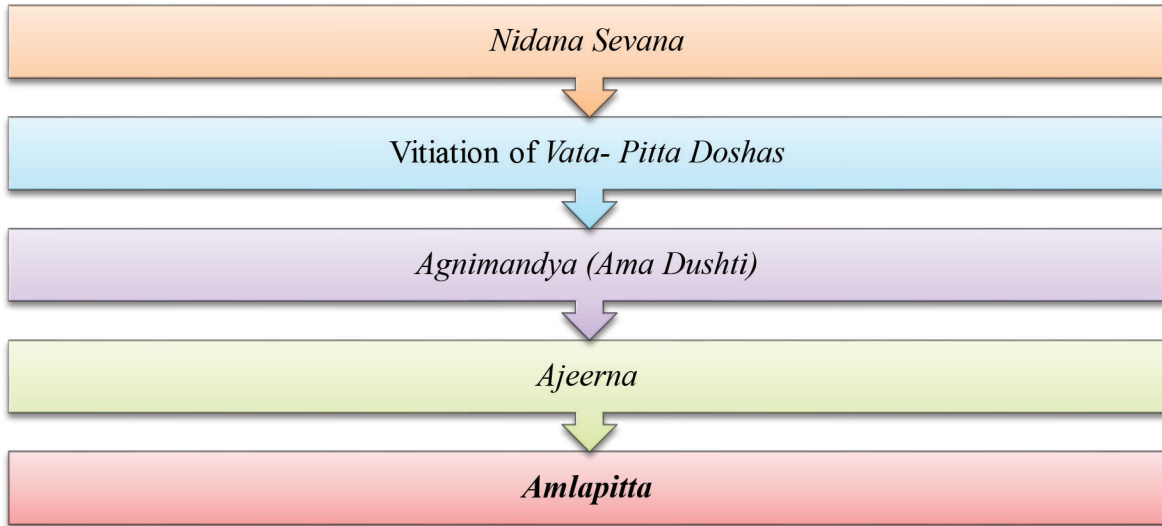 Nidana Sevana
Vitiation of Vata- Pitta Doshas
Agnimandya (Ama Dushti)
Ajeerna
Amlapitta